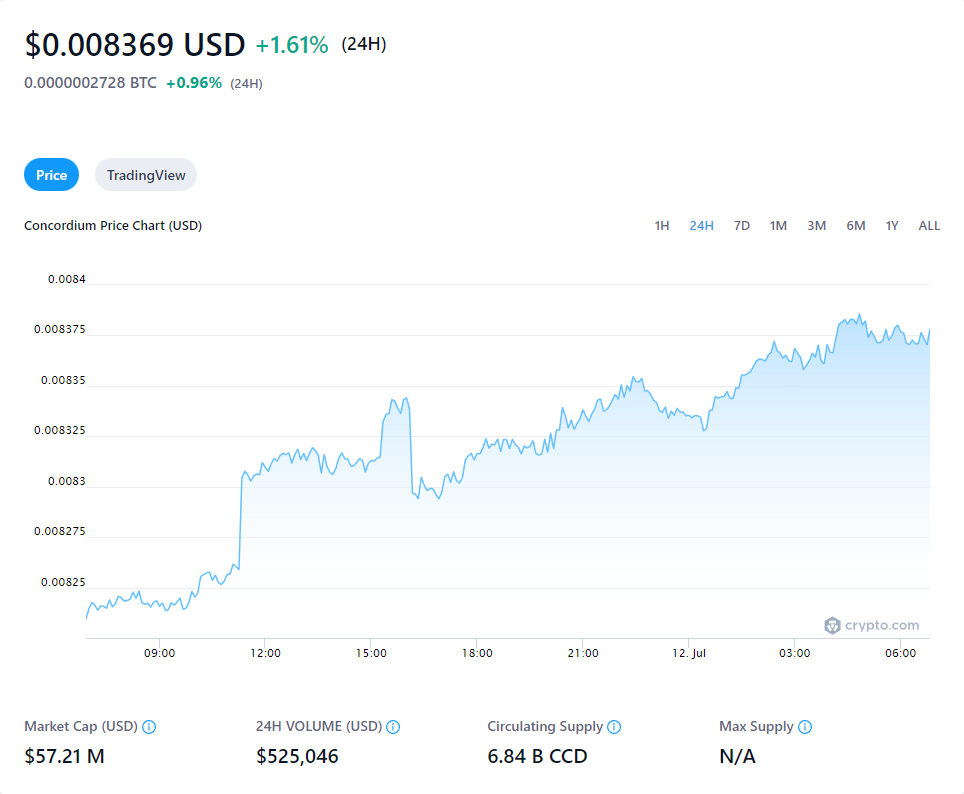 $0.008369 USD +1.61% (24H)
0.0000002728 BTC +0.96% (24H)
Price TradingView
Concordium Price Chart (USD) 1H 24H 7D 1M 3M 6M 1Y ALL
0.0084
0.008375
0.00835
0.008325
0.0083
0.008275
0.00825
crypto.com
09:00 12:00 15:00 18:00 21:00 12. Jul 03:00 06:00
Market Cap (USD) 24H VOLUME (USD) Circulating Supply Max Supply
$57.21 M $525,046 6.84 B CCD N/A